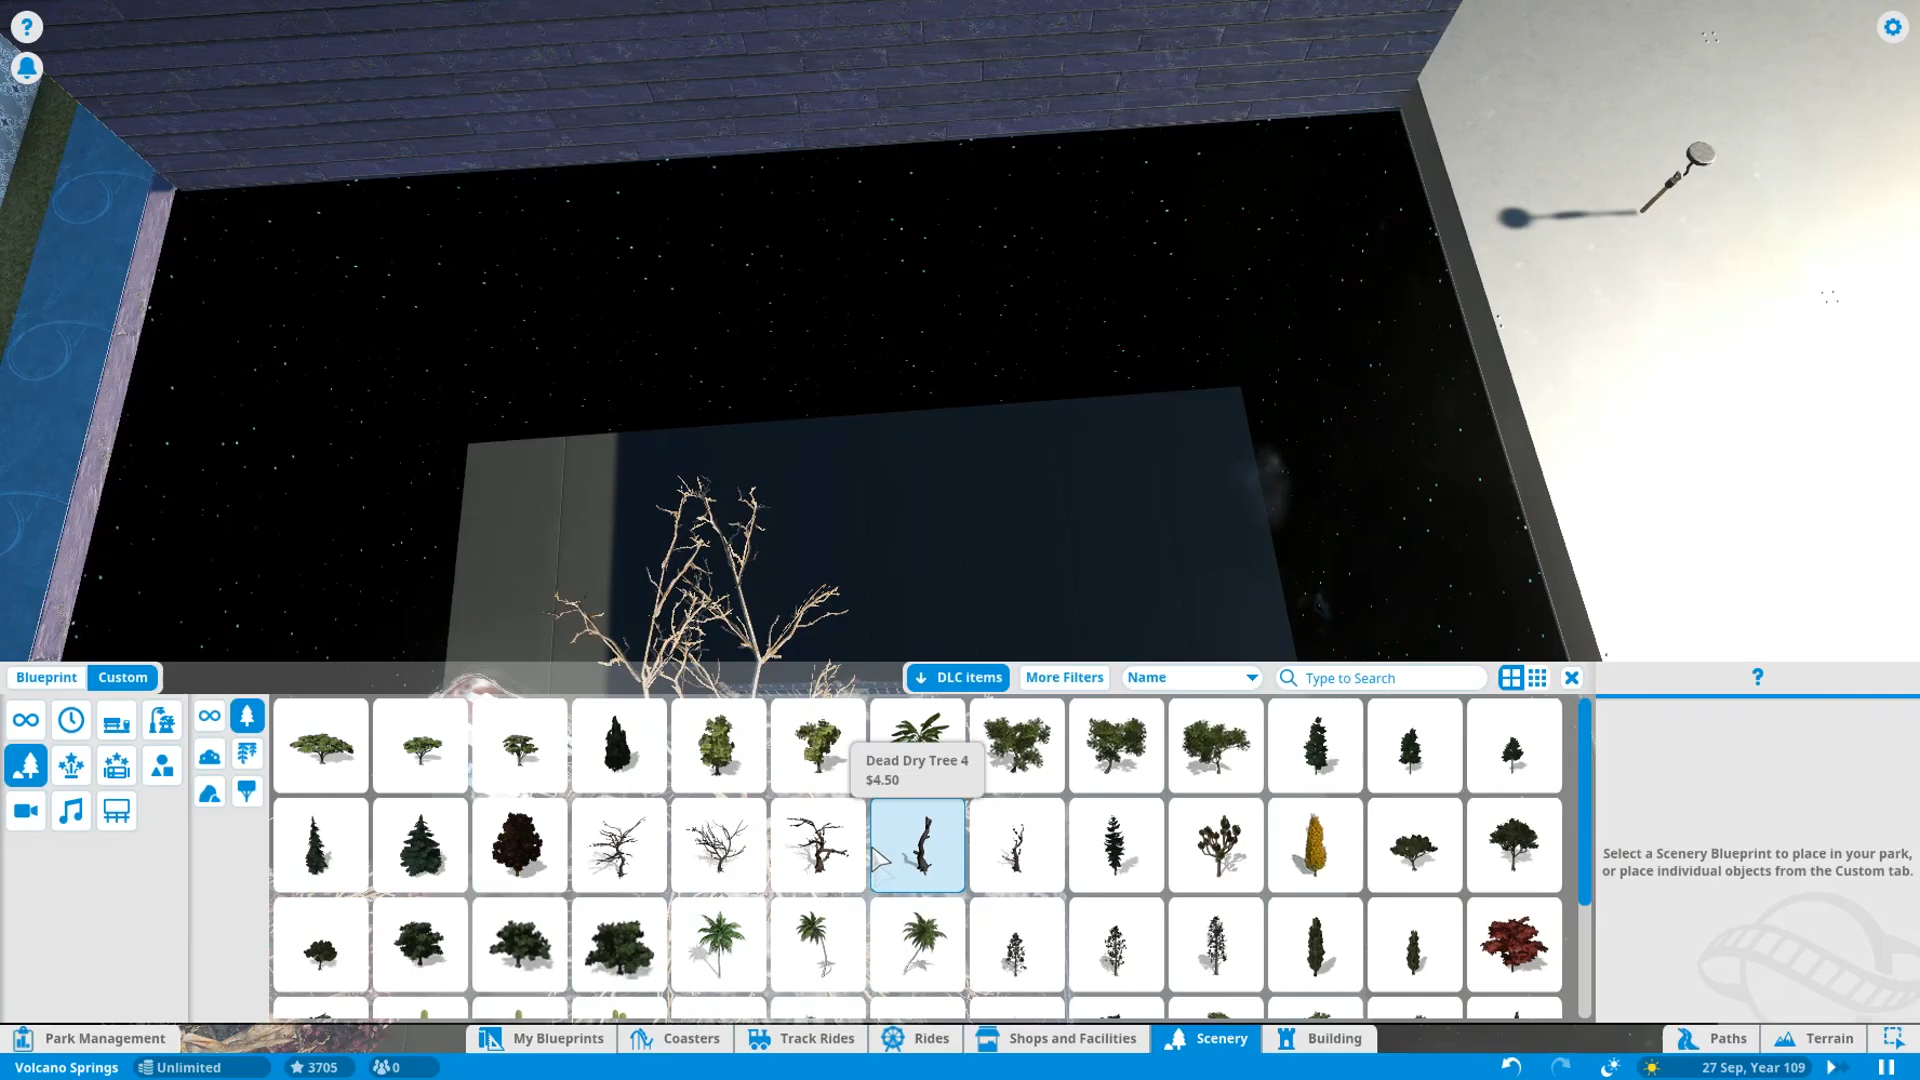 Blueprint
Custom
DLC items
More Filters
Name
Type to Search
?
?
Dead Dry Tree 4
$4.50
Select a Scenery Blueprint to place in your park,
or place individual objects from the Custom tab.
Park Management
My Blueprints
Coasters
Track Rides
Rides
Shops and Facilities
Scenery
Building
Paths
Terrain
Volcano Springs
Unlimited
3705
0
27 Sep, Year 109